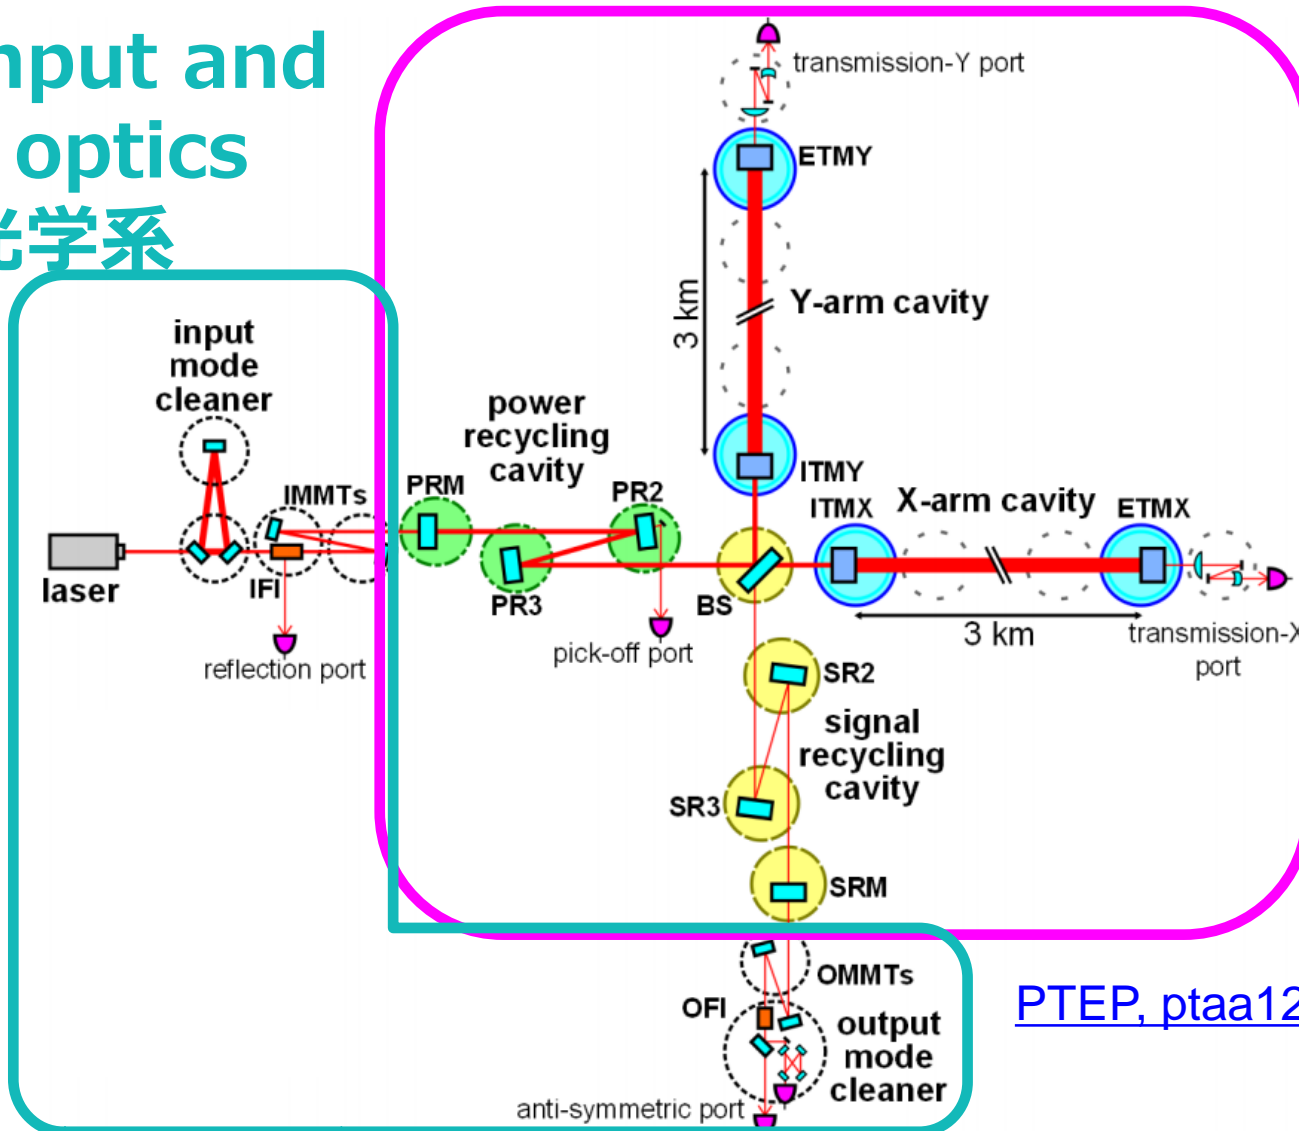 nput and
optics
光学系
transmission-Y port
ETMY
3 km
Y-arm cavity
input
mode
cleaner
power
recycling
cavity
ITMY
ITMX
X-arm cavity
ETMX
IMMTs
PRM
PR2
laser
IFI
PR3
BS
3 km
transmission-X
port
reflection port
pick-off port
SR2
signal
recycling
cavity
SR3
SRM
OMMTs
OFI
output
mode
cleaner
anti-symmetric port
PTEP, ptaa12